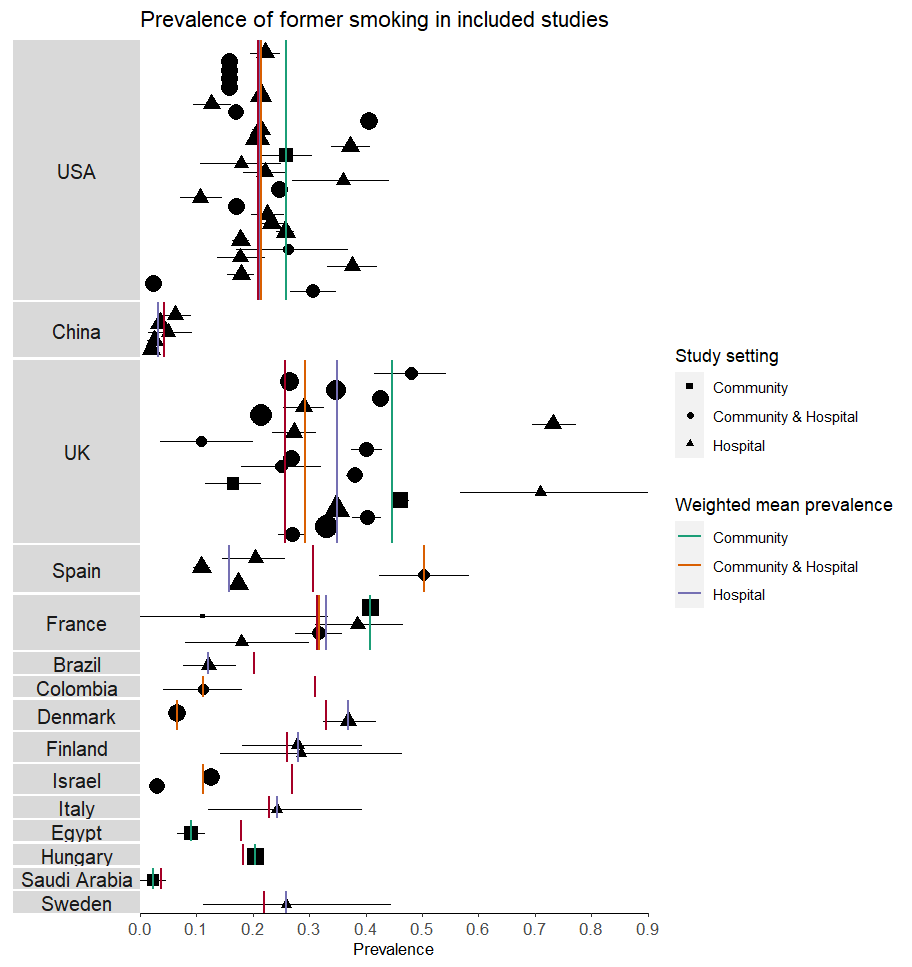 Prevalence of former smoking in included studies
USA
China
UK
Spain
France
Brazil
Colombia
Denmark
Finland
Israel
Italy
Egypt
Hungary
Saudi Arabia
Sweden
0.0 0.1 0.2 0.3 0.4 0.5 0.6 0.7 0.8 0.9
Prevalence
Study setting
Community
Community & Hospital
Hospital
Weighted mean prevalence
Community
Community & Hospital
Hospital